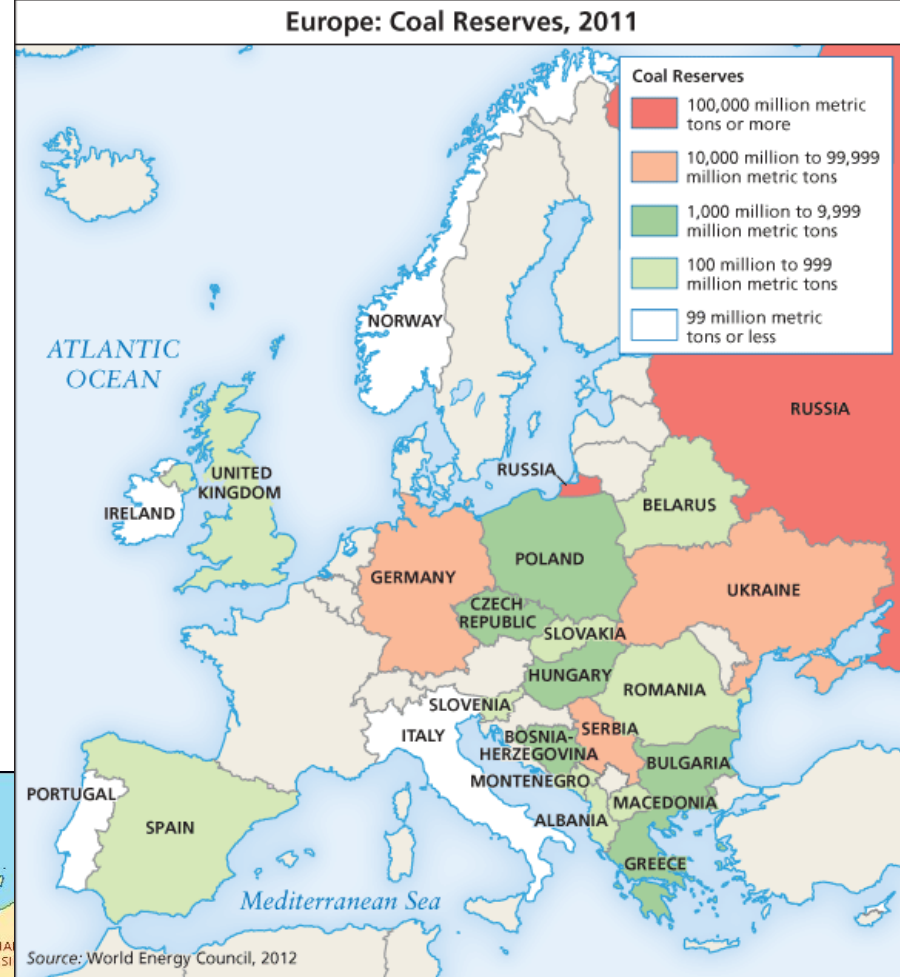 Europe: Coal Reserves, 2011
Coal Reserves
100,000 million metric
tons or more
10,000 million to 99,999
million metric tons
1,000 million to 9,999
million metric tons
100 million to 999
million metric tons
99 million metric
tons or less
NORWAY
ATLANTIC
OCEAN
RUSSIA
RUSSIA
UNITED
KINGDOM
IRELAND
BELARUS
POLAND
GERMANY
UKRAINE
CZECH
REPUBLIC
SLOVAKIA
HUNGARY
ROMANIA
SLOVENIA
ITALY
SERBIA
BOSNIA-
HERZEGOVINA
BULGARIA
MONTENEGRO
PORTUGAL
MACEDONIA
SPAIN
ALBANIA
GREECE
Mediterranean Sea
Source: World Energy Council, 2012